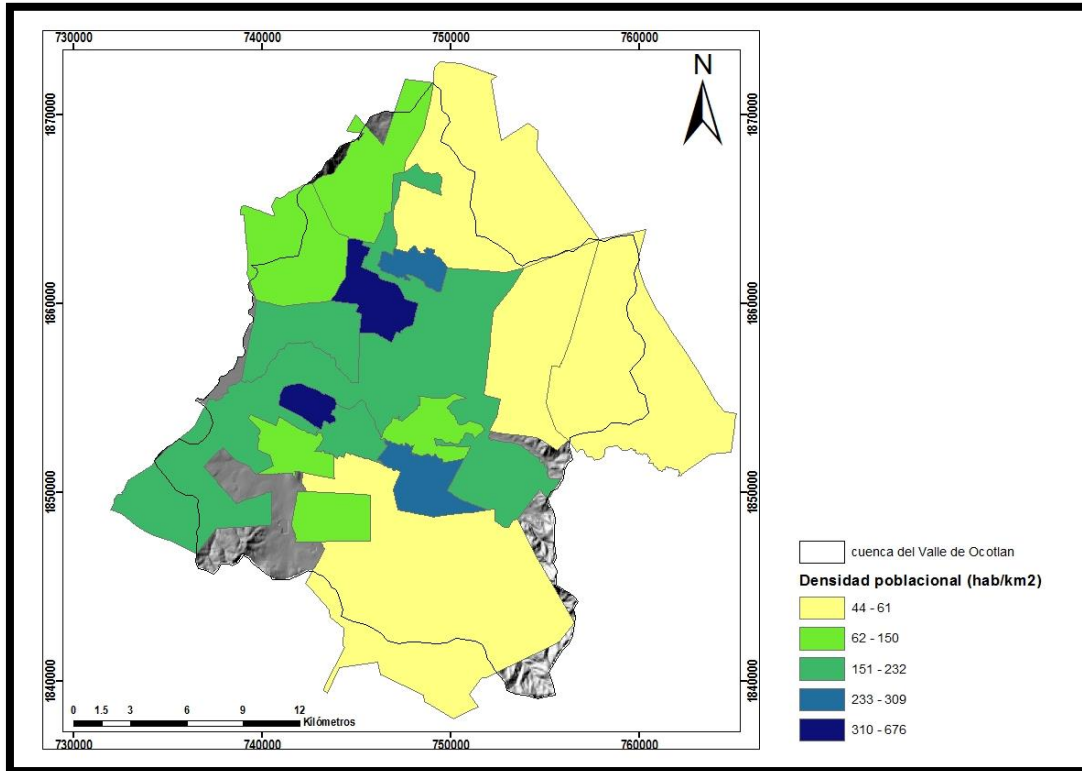 730000 740000 750000 760000
N
1870000 1870000
1860000 1860000
1850000 1850000
1840000 1840000
cuenca del Valle de Ocotlan
Densidad poblacional (hab/km2)
44 - 61
62 - 150
151 - 232
233 - 309
310 - 676
0 1.5 3 6 9 12
Kilómetros
730000 740000 750000 760000